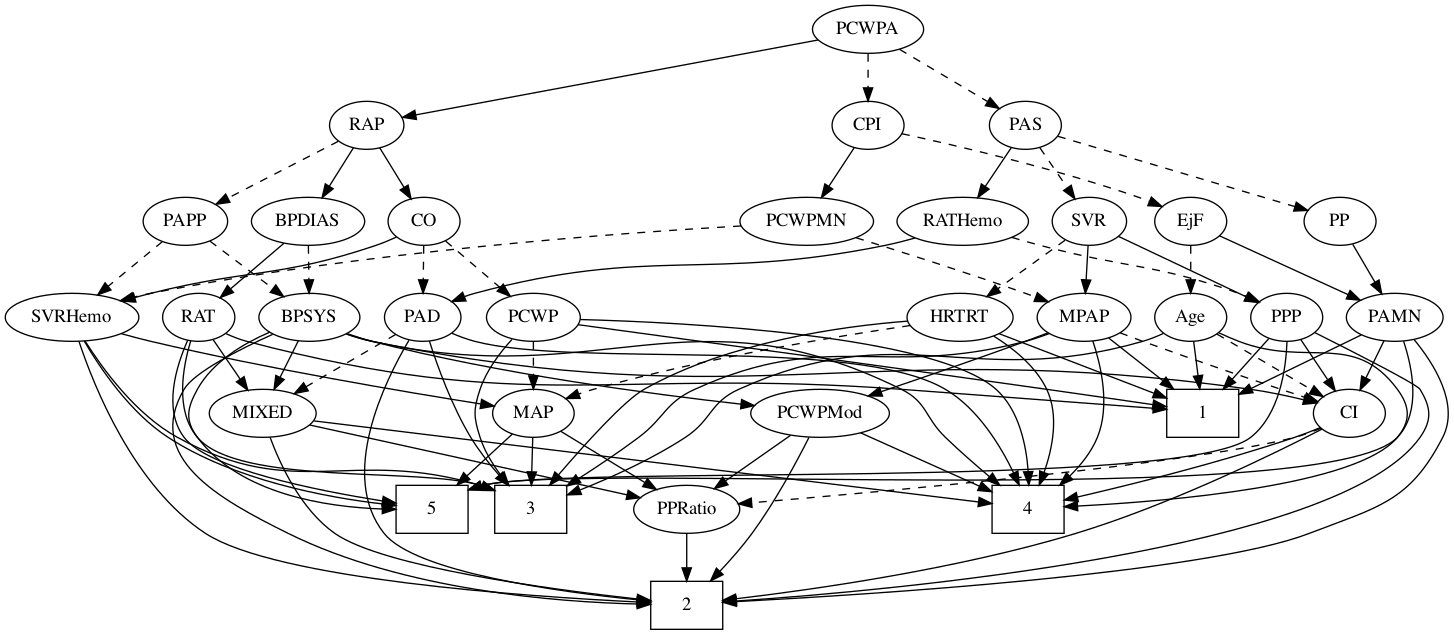 PCWPA
RAP
CPI
PAS
PAPP
BPDIAS
CO
PCWPMN
RATHemo
SVR
EjF
PP
SVRHemo
RAT
BPSYS
PAD
PCWP
HRTRT
MPAP
Age
PPP
PAMN
MIXED
MAP
PCWPMod
1
CI
5
3
PPRatio
4
2